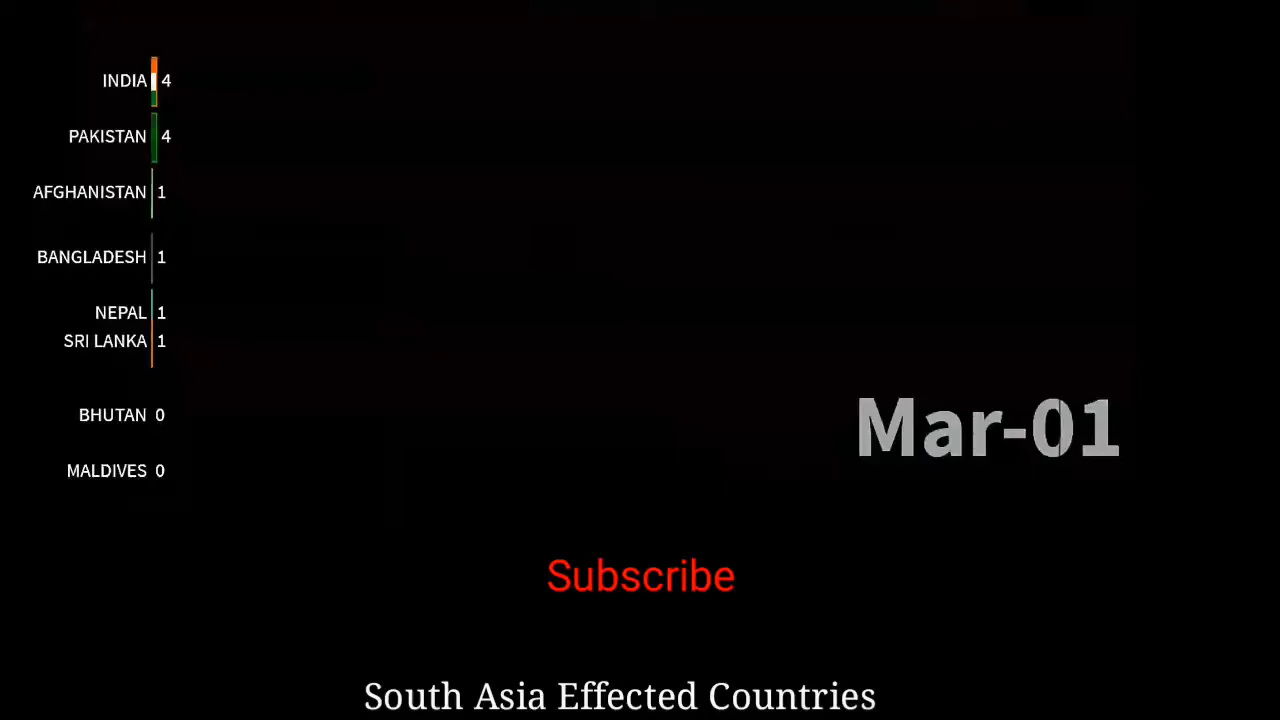 INDIA 4
PAKISTAN 4
AFGHANISTAN 1
BANGLADESH 1
NEPAL 1
SRI LANKA 1
BHUTAN 0
MALDIVES 0
Mar-01
Subscribe
South Asia Effected Countries